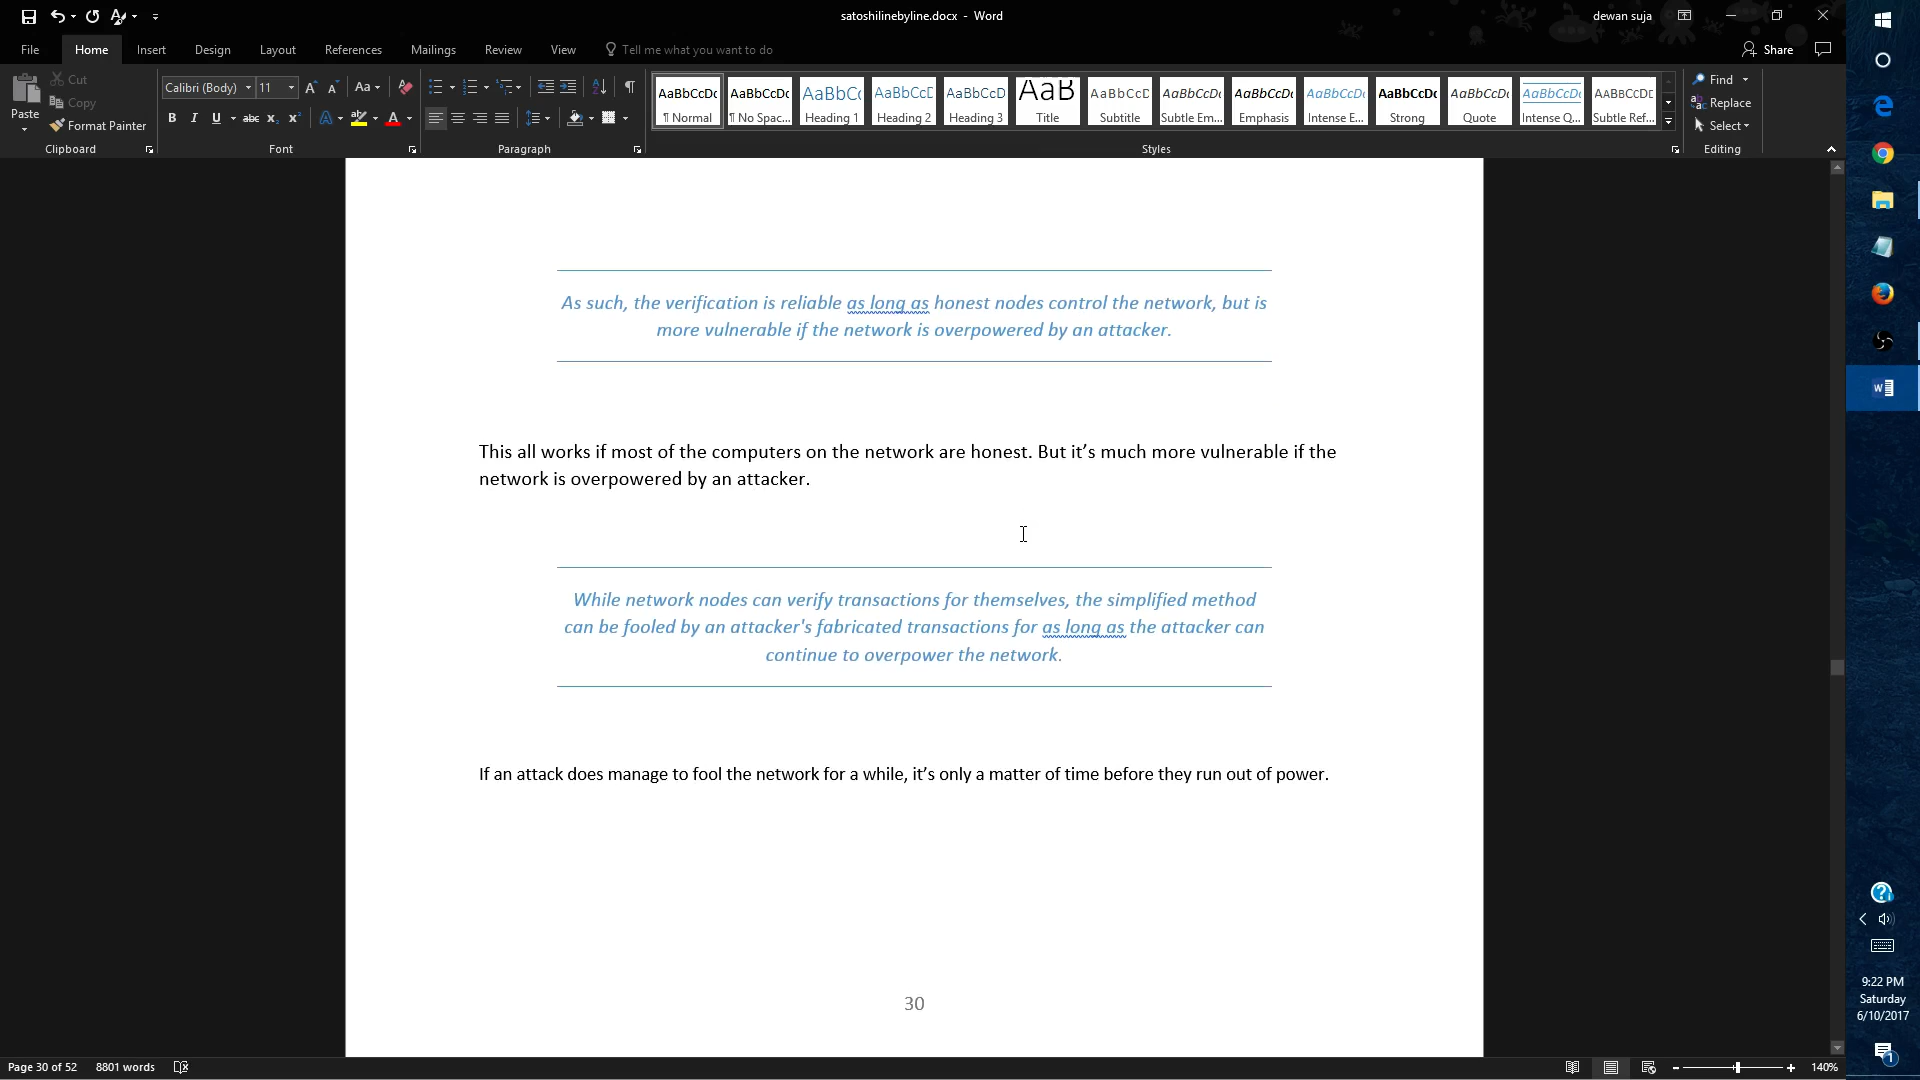 satoshilinebyline.docx - Word
dewan suja
File Home Insert Design Layout References Mailings Review View Tell me what you want to do
Share
Paste
Cut
Copy
Format Painter
Clipboard
Calibri (Body) 11
Font
Paragraph
AaBbCcDc AaBbCcDc AaBbC( AaBbCcC AaBbCcD AaB AaBbCcD AaBbCcDc AaBbCcDc AaBbCcDc AaBbCcDc AaBbCcDc AaBbCcDc AABBCCDE
¶ Normal ¶ No Spac... Heading 1 Heading 2 Heading 3 Title Subtitle Subtle Em... Emphasis Intense E... Strong Quote Intense Q... Subtle Ref...
Styles
Find
Replace
Select
Editing
As such, the verification is reliable as long as honest nodes control the network, but is
more vulnerable if the network is overpowered by an attacker.
This all works if most of the computers on the network are honest. But it’s much more vulnerable if the
network is overpowered by an attacker.
While network nodes can verify transactions for themselves, the simplified method
can be fooled by an attacker's fabricated transactions for as long as the attacker can
continue to overpower the network.
If an attack does manage to fool the network for a while, it’s only a matter of time before they run out of power.
30
Page 30 of 52 8801 words
140%
9:22 PM
Saturday
6/10/2017
1